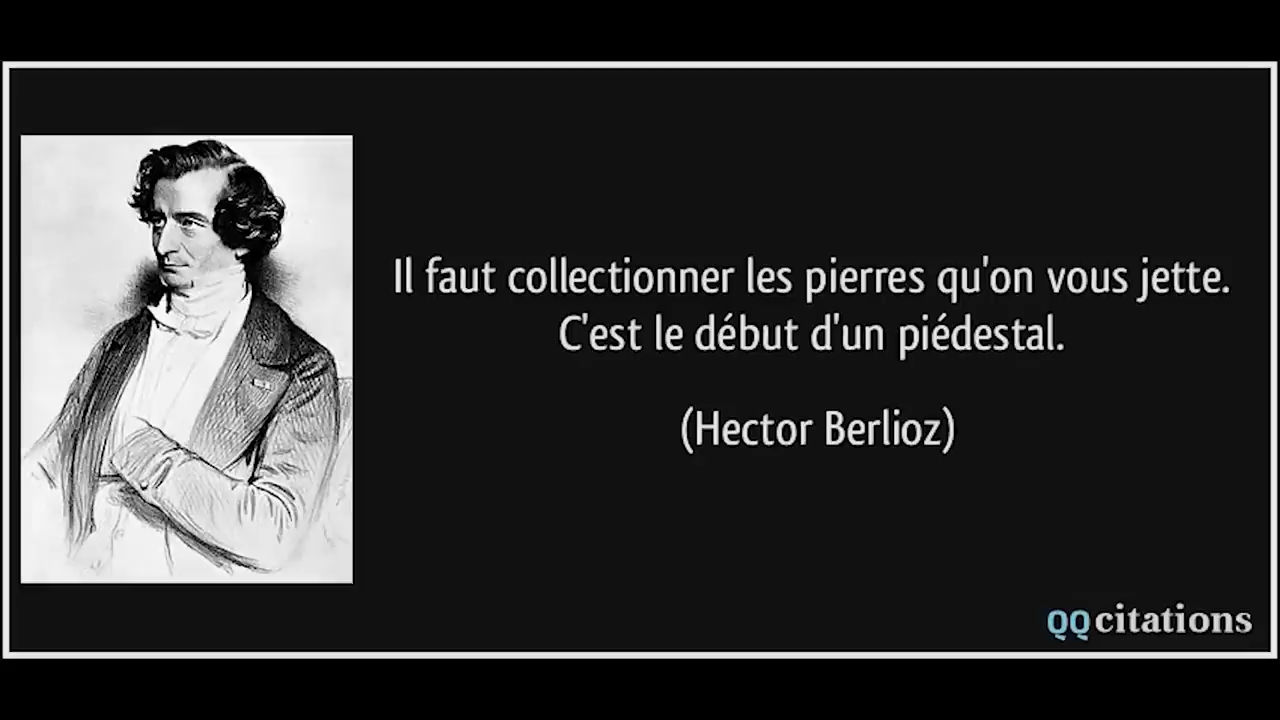 Il faut collectionner les pierres qu'on vous jette.
C'est le début d'un piédestal.
(Hector Berlioz)
QQcitations